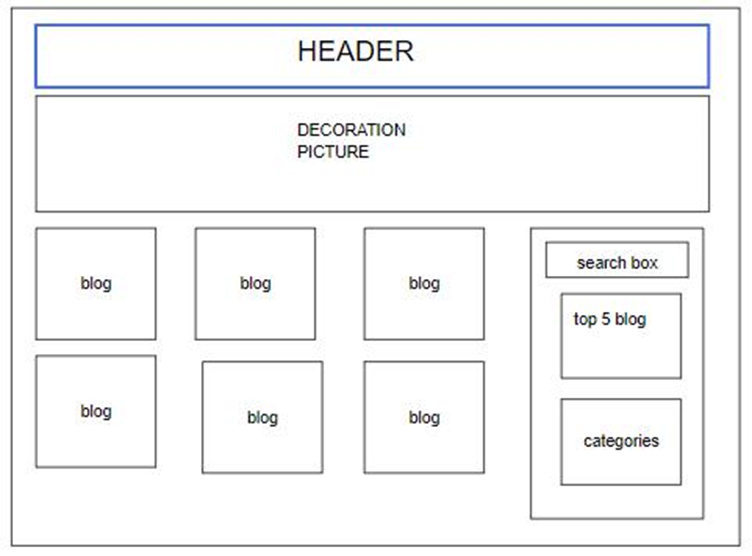 HEADER
DECORATION
PICTURE
blog
blog
blog
search box
top 5 blog
blog
blog
blog
categories